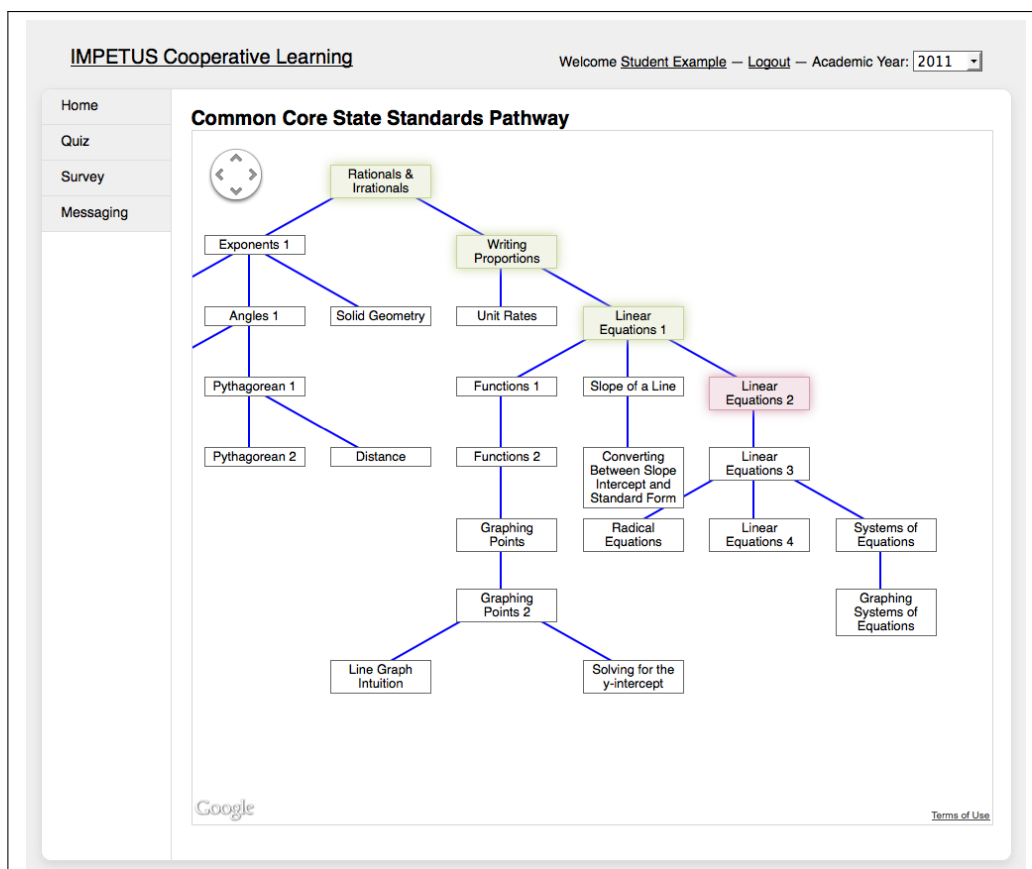 IMPETUS Cooperative Learning
Welcome Student Example — Logout — Academic Year: 2011
Home
Quiz
Survey
Messaging
Common Core State Standards Pathway
Rationals &
Irrationals
Exponents 1
Writing
Proportions
Angles 1
Solid Geometry
Unit Rates
Linear
Equations 1
Pythagorean 1
Functions 1
Slope of a Line
Linear
Equations 2
Pythagorean 2
Distance
Functions 2
Converting
Between Slope
Intercept and
Standard Form
Linear
Equations 3
Graphing
Points
Radical
Equations
Linear
Equations 4
Systems of
Equations
Graphing
Points 2
Graphing
Systems of
Equations
Line Graph
Intuition
Solving for the
y-intercept
Google
Terms of Use